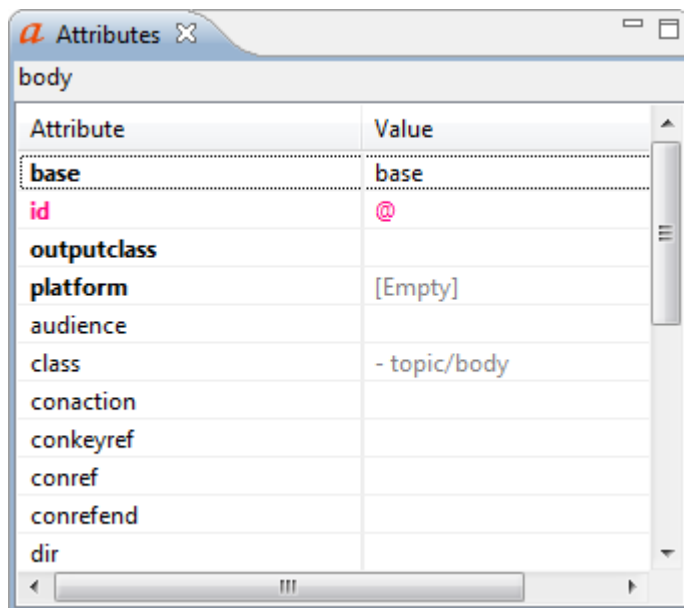 a Attributes
body
Attribute Value
base base
id @
outputclass
platform [Empty]
audience
class - topic/body
conaction
conkeyref
conref
conrefend
dir